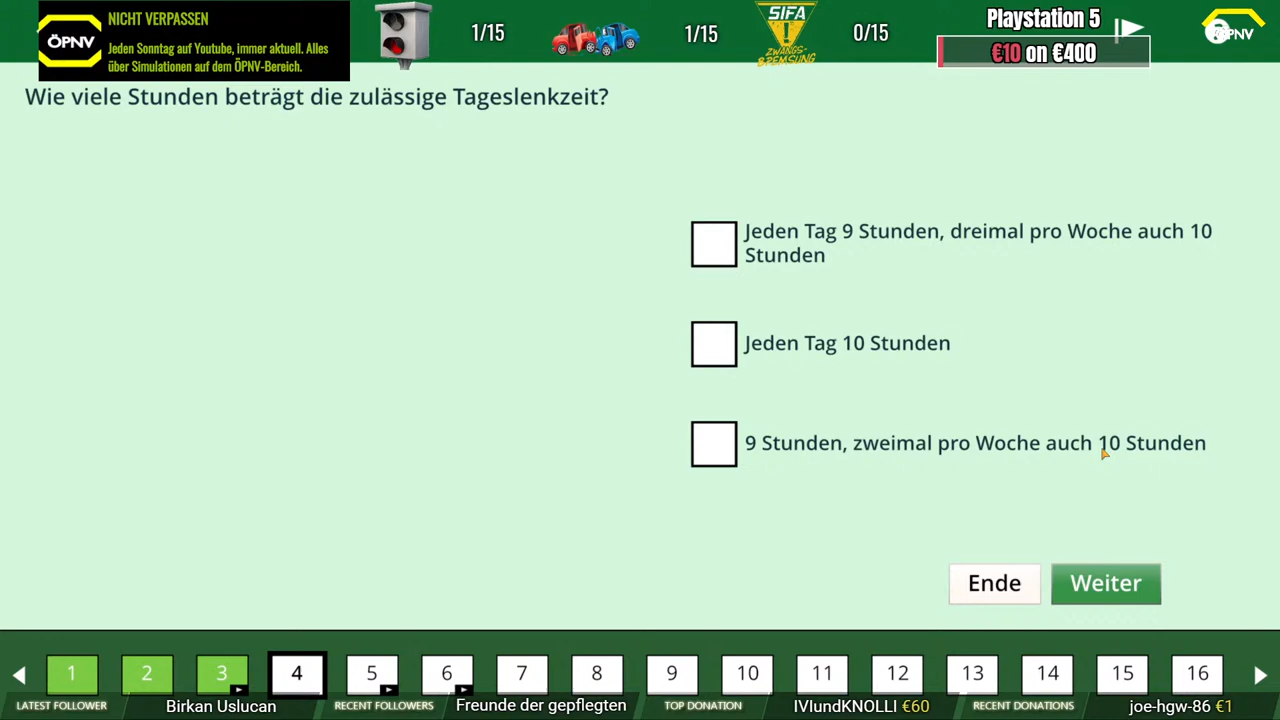 NICHT VERPASSEN
ÖPNV
Jeden Sonntag auf Youtube, immer aktuell. Alles
über Simulationen auf dem ÖPNV-Bereich.
1/15
1/15
SIFA
ZWANGS-
BREMSUNG
0/15
Playstation 5
€10 on €400
ÖPNV
Wie viele Stunden beträgt die zulässige Tageslenkzeit?
Jeden Tag 9 Stunden, dreimal pro Woche auch 10
Stunden
Jeden Tag 10 Stunden
9 Stunden, zweimal pro Woche auch 10 Stunden
Ende
Weiter
1 2 3 4 5 6 7 8 9 10 11 12 13 14 15 16
LATEST FOLLOWER Birkan Uslucan RECENT FOLLOWERS Freunde der gepflegten TOP DONATION IVIundKNOLLI €60 RECENT DONATIONS joe-hgw-86 €1